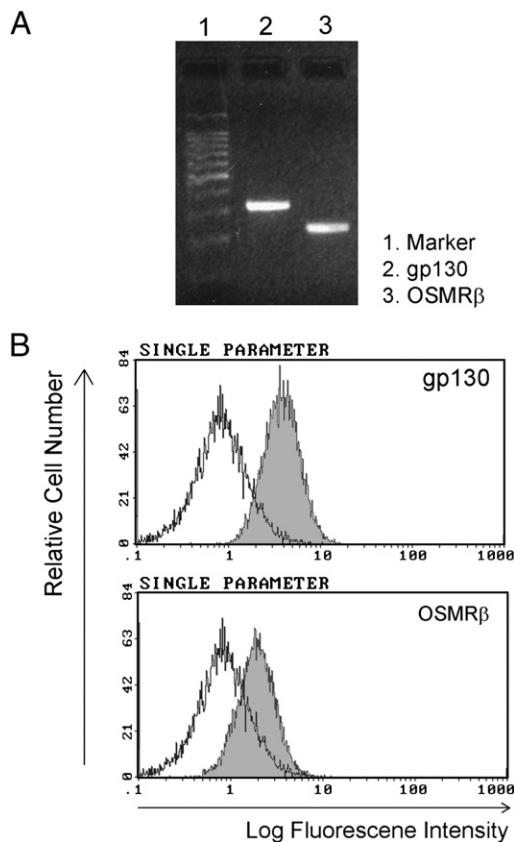 A
1 2 3
1. Marker
2. gp130
3. OSMRβ
B
Relative Cell Number
SINGLE PARAMETER
gp130
84
63
42
21
0
.1 1 10 100 1000
SINGLE PARAMETER
OSMRβ
84
63
42
21
0
.1 1 10 100 1000
Log Fluorescene Intensity